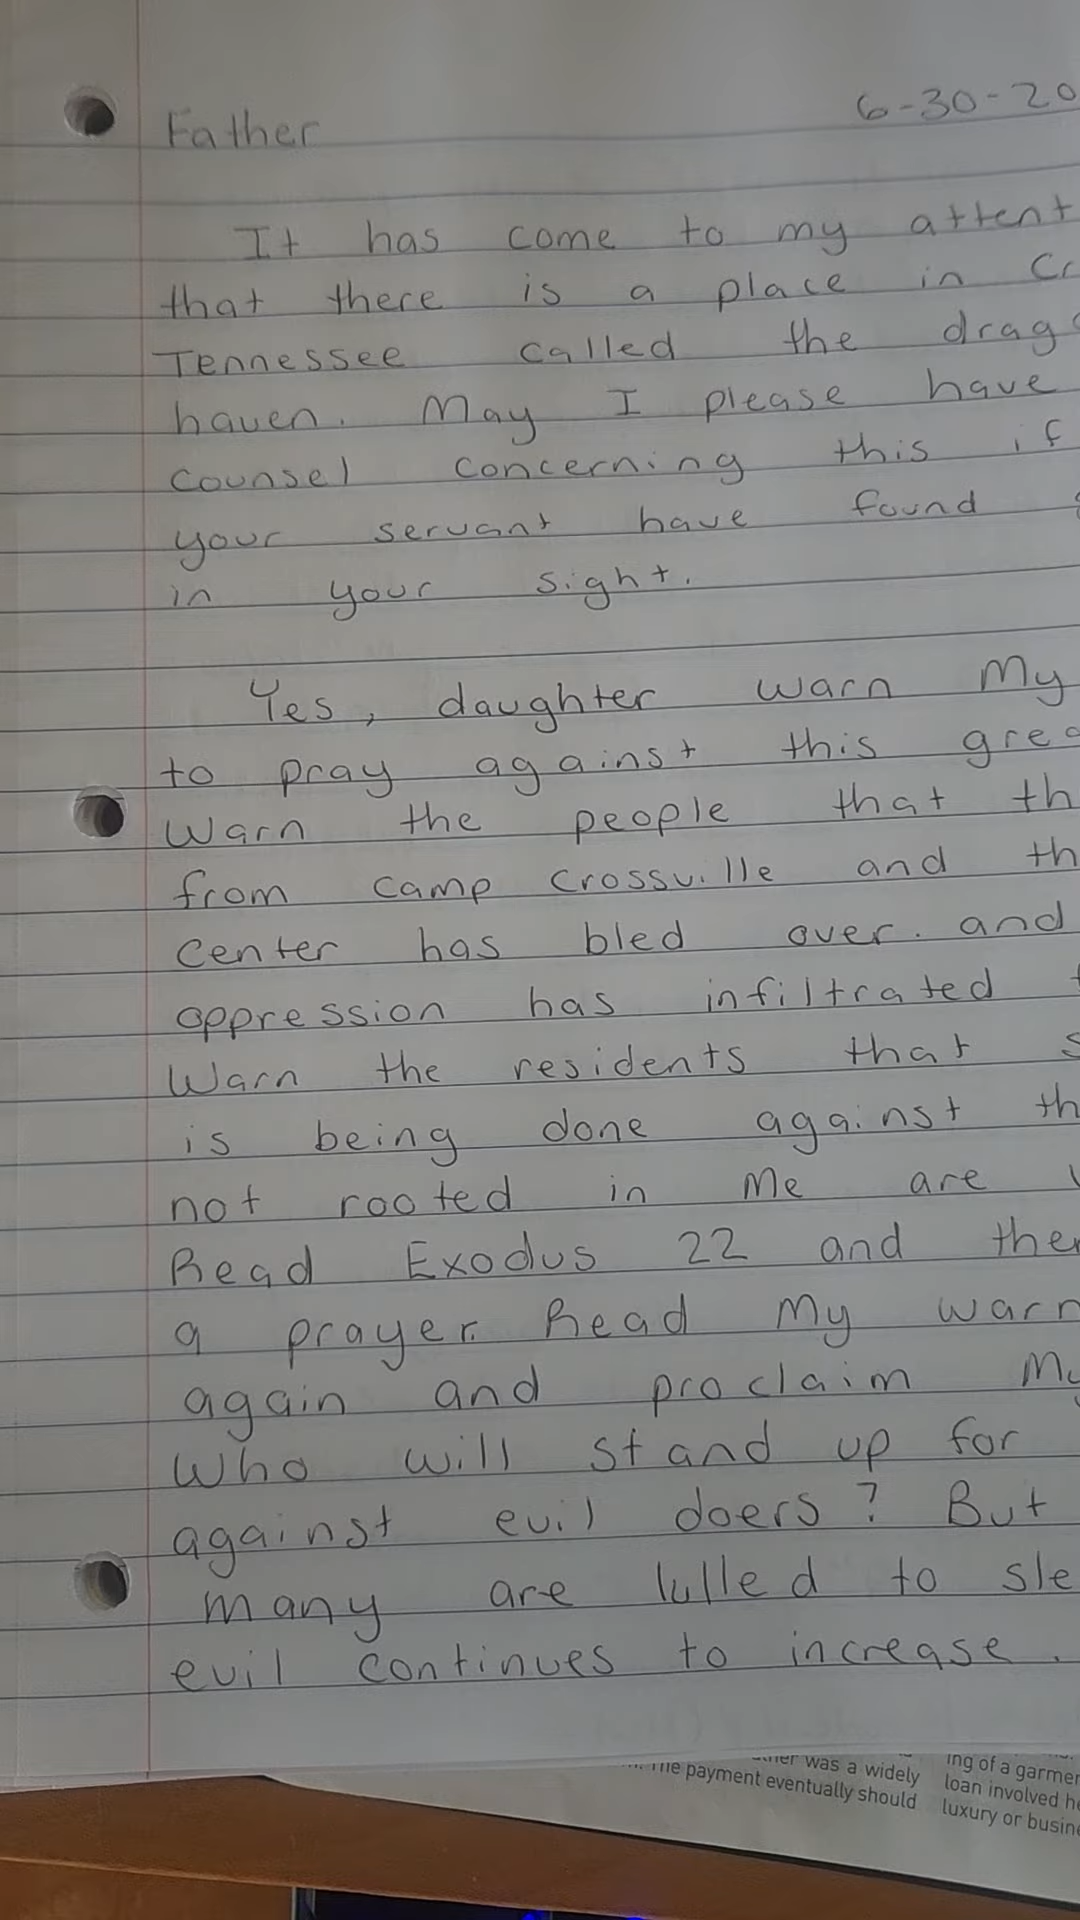 Father
6-30-20
It has come to my attent
that there is a place in Cr
Tennessee called the drag
haven. May I please have
counsel concerning this if
your servant have found
in your sight.
Yes, daughter warn My
to pray against this grea
Warn the people that th
from camp crossville and th
center has bled over. and
oppression has infiltrated
Warn the residents that s
is being done against th
not rooted in Me are
Read Exodus 22 and then
a prayer. Read My warn
again and proclaim My
Who will stand up for
against evil doers? But
many are lulled to sle
evil continues to increase.
was a widely
payment eventually should
ing of a garmen
loan involved he
luxury or busine